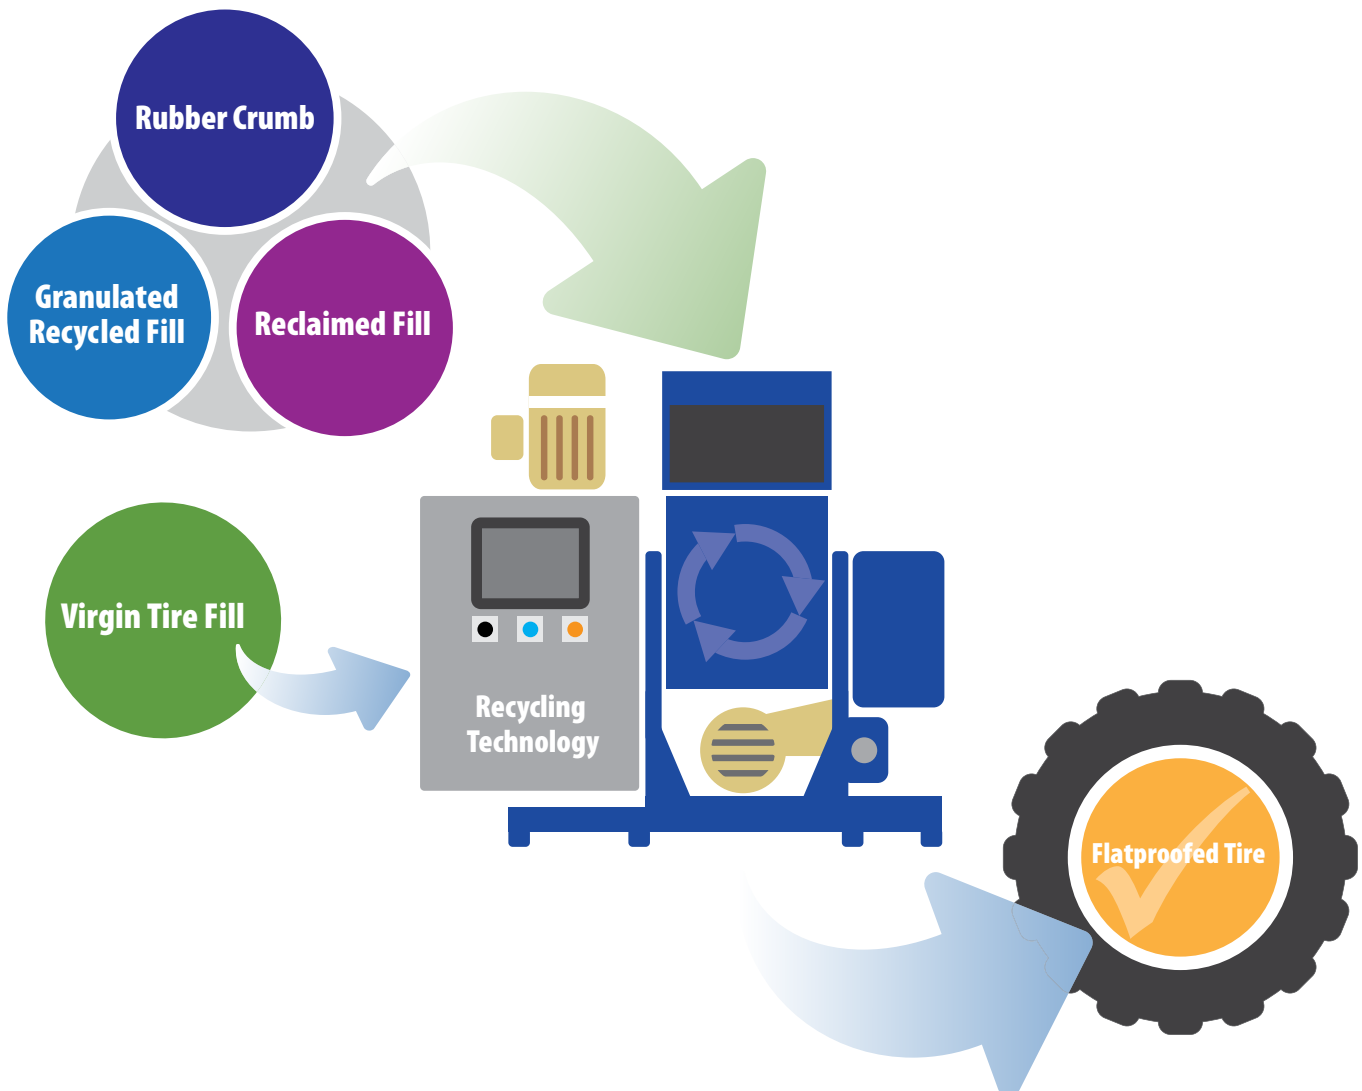 Rubber Crumb
Granulated
Recycled Fill
Reclaimed Fill
Virgin Tire Fill
Recycling
Technology
Flatproofed Tire